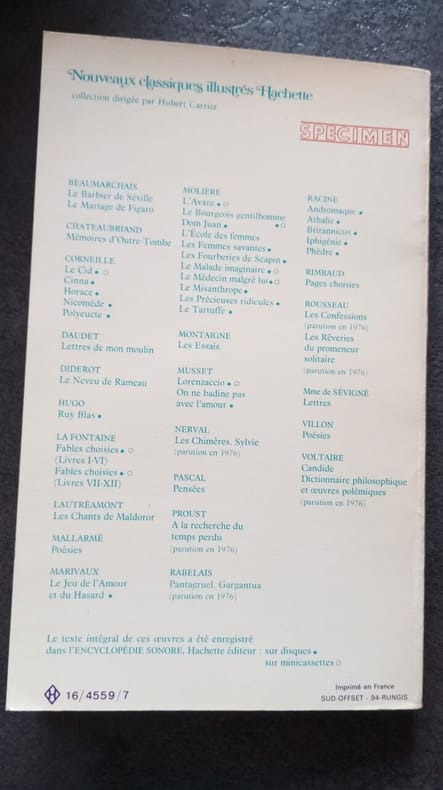 Nouveaux classiques illustrés Hachette
collection dirigée par Hubert Carrier
SPECIMEN
BEAUMARCHAIS
Le Barbier de Séville
Le Mariage de Figaro
CHATEAUBRIAND
Mémoires d'Outre-Tombe
CORNEILLE
Le Cid • ○
Cinna •
Horace •
Nicomède •
Polyeucte •
DAUDET
Lettres de mon moulin
DIDEROT
Le Neveu de Rameau
HUGO
Ruy Blas •
LA FONTAINE
Fables choisies • ○
(Livres I-VI)
Fables choisies • ○
(Livres VII-XII)
LAUTRÉAMONT
Les Chants de Maldoror
MALLARMÉ
Poésies
MARIVAUX
Le Jeu de l'Amour
et du Hasard •
MOLIÈRE
L'Avare • ○
Le Bourgeois gentilhomme
• ○
Dom Juan •
L'École des femmes
Les Femmes savantes •
Les Fourberies de Scapin •
Le Malade imaginaire • ○
Le Médecin malgré lui • ○
Le Misanthrope •
Les Précieuses ridicules •
Le Tartuffe •
MONTAIGNE
Les Essais
MUSSET
Lorenzaccio • ○
On ne badine pas
avec l'amour •
NERVAL
Les Chimères. Sylvie
(parution en 1976)
PASCAL
Pensées
PROUST
A la recherche du
temps perdu
(parution en 1976)
RABELAIS
Pantagruel. Gargantua
(parution en 1976)
RACINE
Andromaque •
Athalie •
Britannicus •
Iphigénie •
Phèdre •
RIMBAUD
Pages choisies
ROUSSEAU
Les Confessions
(parution en 1976)
Les Rêveries
du promeneur
solitaire
(parution en 1976)
Mme de SÉVIGNÉ
Lettres
VILLON
Poésies
VOLTAIRE
Candide
Dictionnaire philosophique
et œuvres polémiques
(parution en 1976)
Le texte intégral de ces œuvres a été enregistré
dans l'ENCYCLOPÉDIE SONORE, Hachette éditeur : sur disques •
sur minicassettes ○
H 16/4559/7
Imprimé en France
SUD-OFFSET - 94-RUNGIS